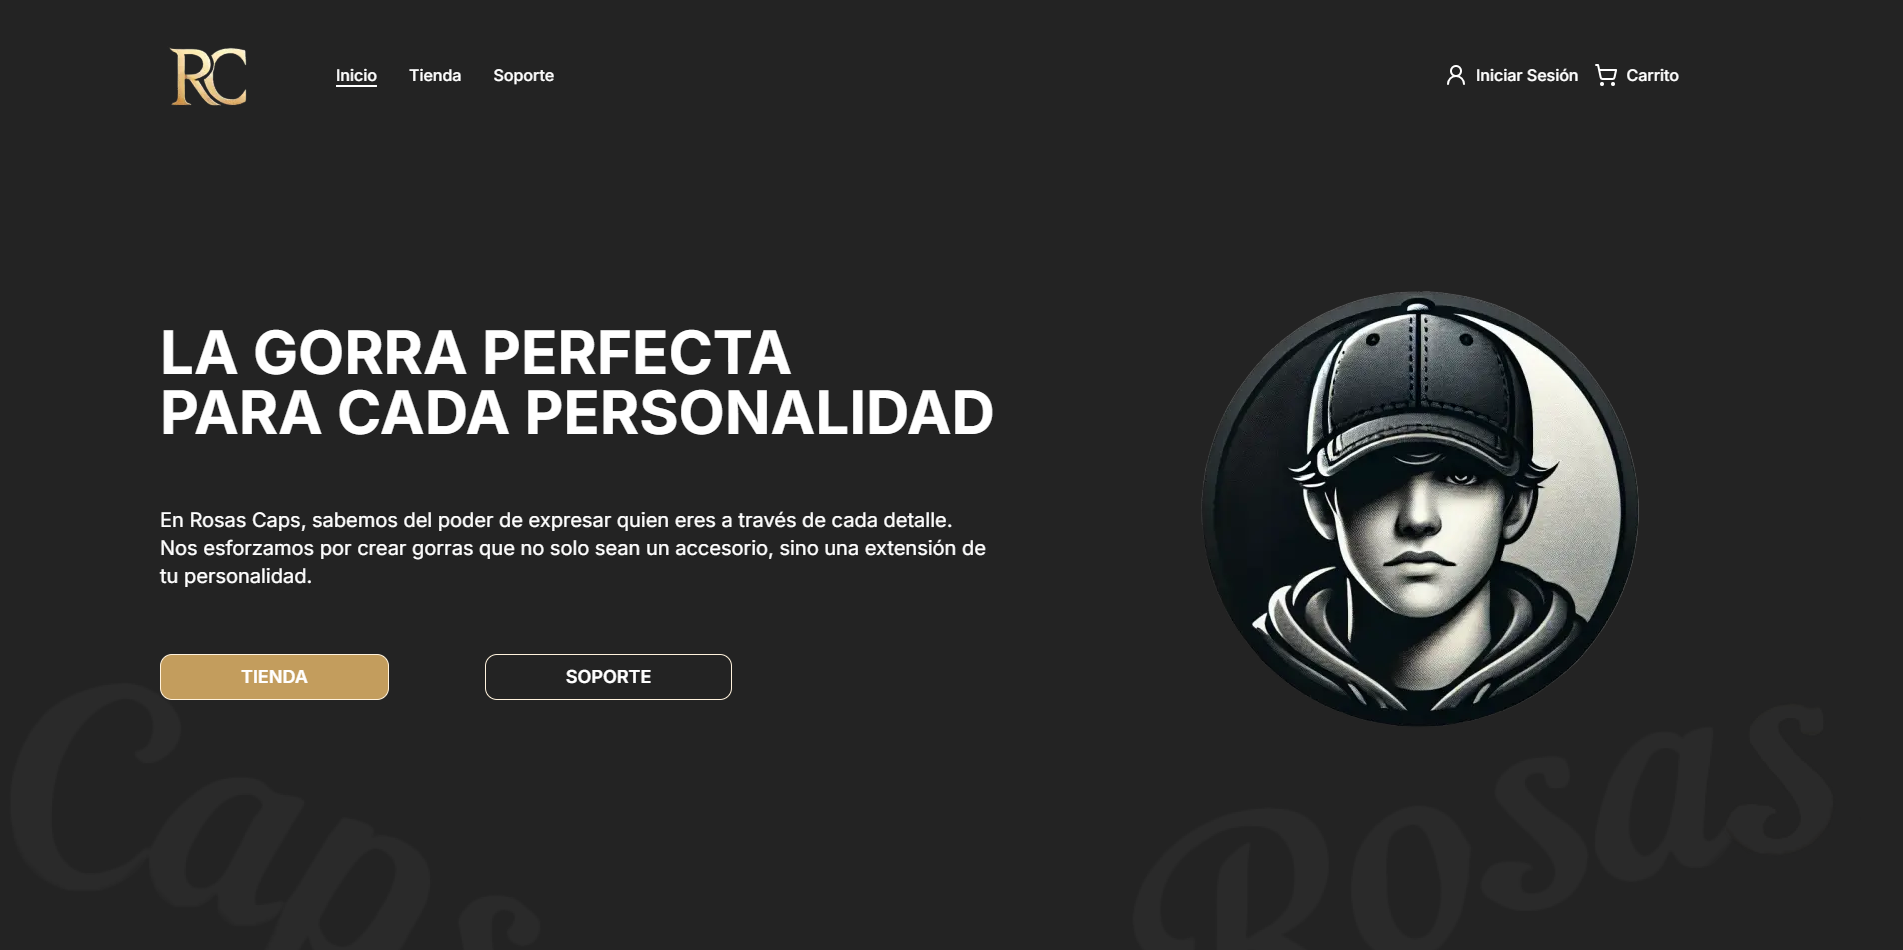 RC
Inicio
Tienda
Soporte
Iniciar Sesión
Carrito
LA GORRA PERFECTA
PARA CADA PERSONALIDAD
En Rosas Caps, sabemos del poder de expresar quien eres a través de cada detalle.
Nos esforzamos por crear gorras que no solo sean un accesorio, sino una extensión de
tu personalidad.
TIENDA
SOPORTE
Caps
Rosas